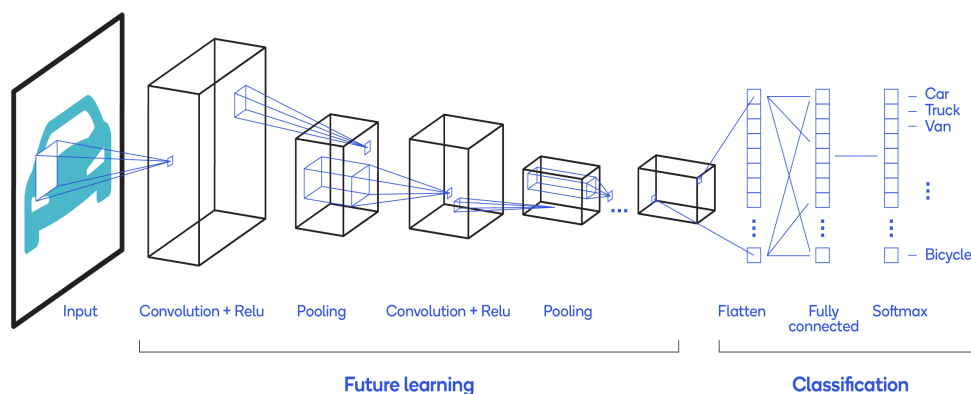 Car
Truck
Van
Bicycle
Input
Convolution + Relu
Pooling
Convolution + Relu
Pooling
Flatten
Fully
connected
Softmax
Future learning
Classification